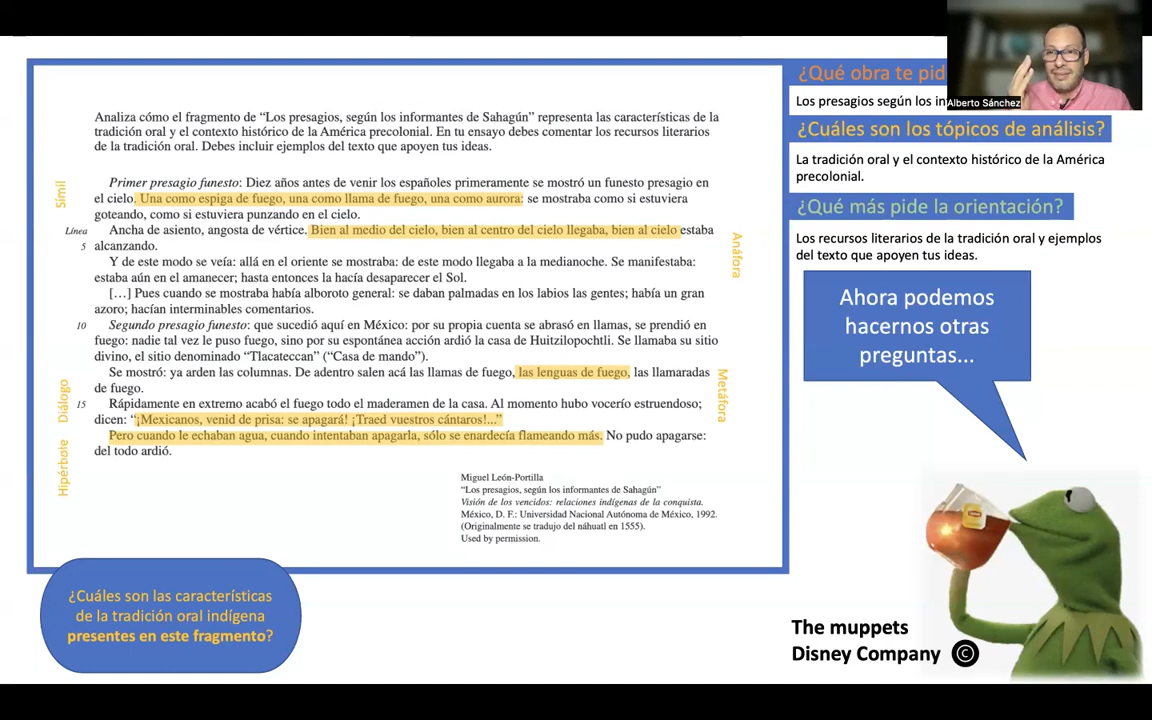 Analiza cómo el fragmento de “Los presagios, según los informantes de Sahagún” representa las características de la
tradición oral y el contexto histórico de la América precolonial. En tu ensayo debes comentar los recursos literarios
de la tradición oral. Debes incluir ejemplos del texto que apoyen tus ideas.
Símil
Primer presagio funesto: Diez años antes de venir los españoles primeramente se mostró un funesto presagio en
el cielo. Una como espiga de fuego, una como llama de fuego, una como aurora: se mostraba como si estuviera
goteando, como si estuviera punzando en el cielo.
Línea
Ancha de asiento, angosta de vértice. Bien al medio del cielo, bien al centro del cielo llegaba, bien al cielo estaba
5 alcanzando.
Anáfora
Y de este modo se veía: allá en el oriente se mostraba: de este modo llegaba a la medianoche. Se manifestaba:
estaba aún en el amanecer; hasta entonces la hacía desaparecer el Sol.
[…] Pues cuando se mostraba había alboroto general: se daban palmadas en los labios las gentes; había un gran
azoro; hacían interminables comentarios.
10 Segundo presagio funesto: que sucedió aquí en México: por su propia cuenta se abrasó en llamas, se prendió en
fuego: nadie tal vez le puso fuego, sino por su espontánea acción ardió la casa de Huitzilopochtli. Se llamaba su sitio
divino, el sitio denominado “Tlacateccan” (“Casa de mando”).
Se mostró: ya arden las columnas. De adentro salen acá las llamas de fuego, las lenguas de fuego, las llamaradas
de fuego.
Metáfora
Diálogo
15 Rápidamente en extremo acabó el fuego todo el maderamen de la casa. Al momento hubo vocerío estruendoso;
dicen: “¡Mexicanos, venid de prisa: se apagará! ¡Traed vuestros cántaros!...”
Hipérbole
Pero cuando le echaban agua, cuando intentaban apagarla, sólo se enardecía flameando más. No pudo apagarse:
del todo ardió.
Miguel León-Portilla
“Los presagios, según los informantes de Sahagún”
Visión de los vencidos: relaciones indígenas de la conquista.
México, D. F.: Universidad Nacional Autónoma de México, 1992.
(Originalmente se tradujo del náhuatl en 1555).
Used by permission.
¿Cuáles son las características
de la tradición oral indígena
presentes en este fragmento?
¿Qué obra te pid
Los presagios según los in
Alberto Sánchez
¿Cuáles son los tópicos de análisis?
La tradición oral y el contexto histórico de la América
precolonial.
¿Qué más pide la orientación?
Los recursos literarios de la tradición oral y ejemplos
del texto que apoyen tus ideas.
Ahora podemos
hacernos otras
preguntas...
The muppets
Disney Company ©